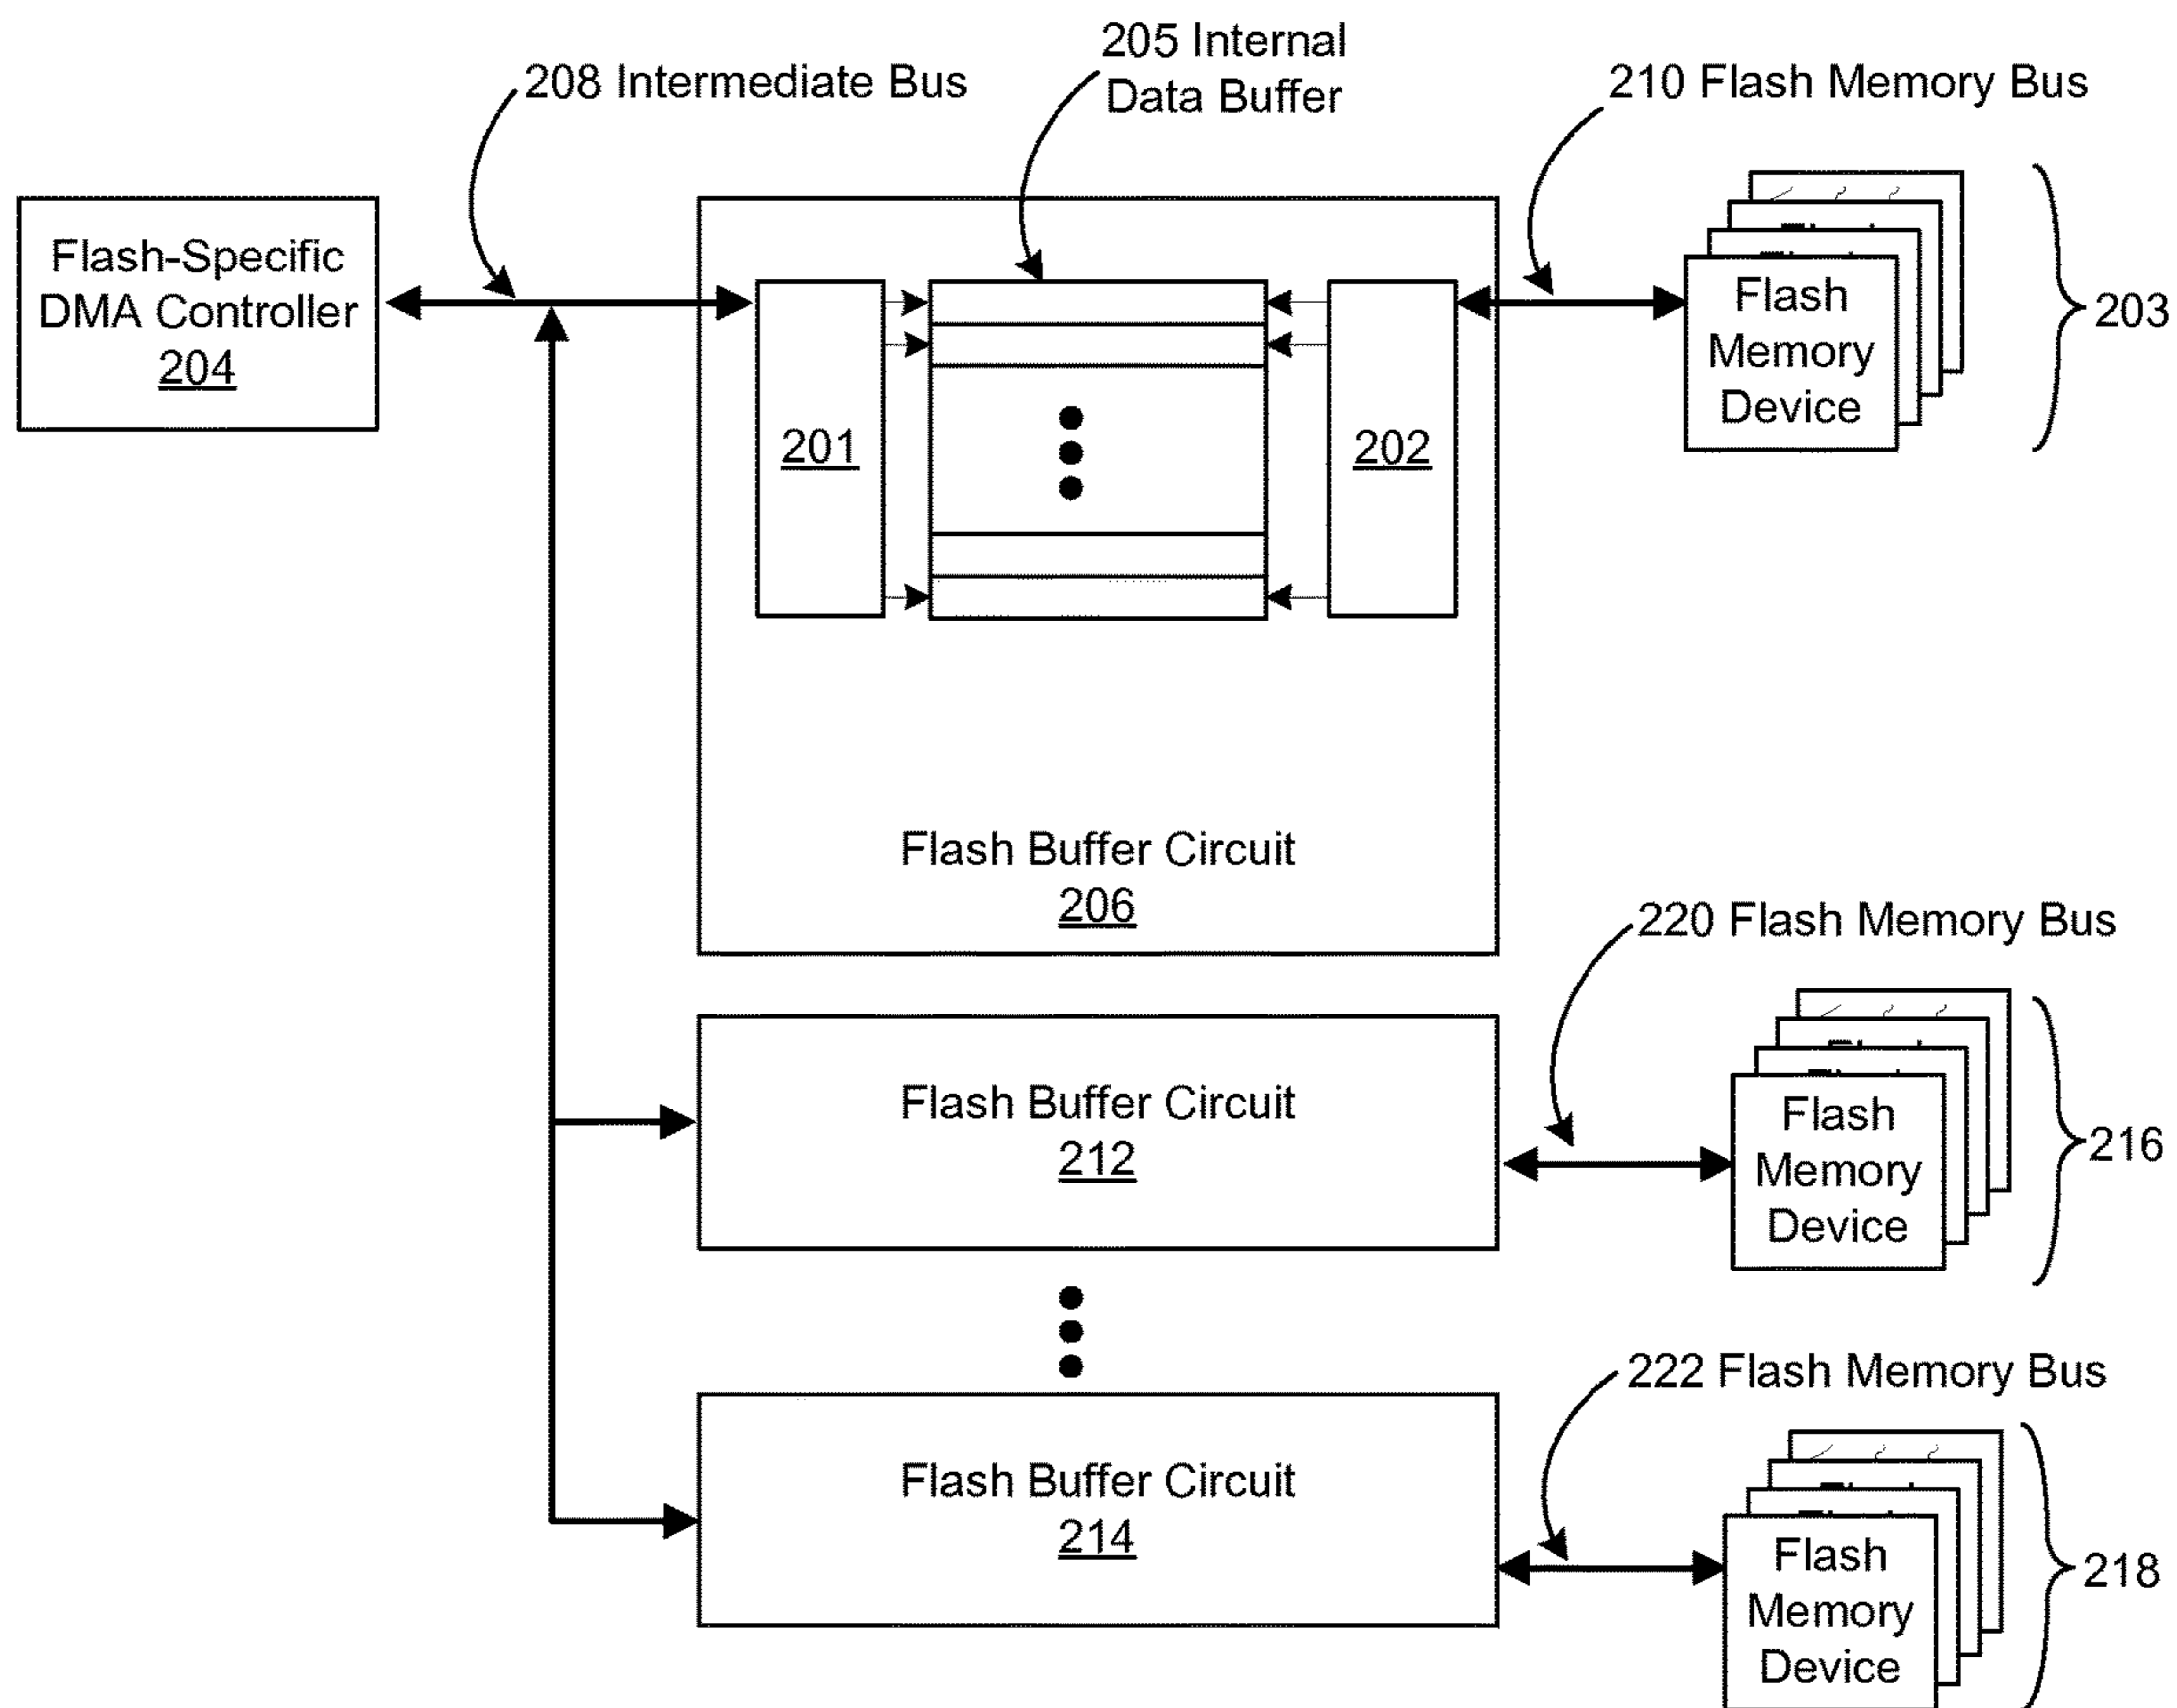 205 Internal
Data Buffer
208 Intermediate Bus
210 Flash Memory Bus
Flash-Specific
DMA Controller
204
201
202
Flash
Memory
Device
203
Flash Buffer Circuit
206
220 Flash Memory Bus
Flash Buffer Circuit
212
Flash
Memory
Device
216
222 Flash Memory Bus
Flash Buffer Circuit
214
Flash
Memory
Device
218